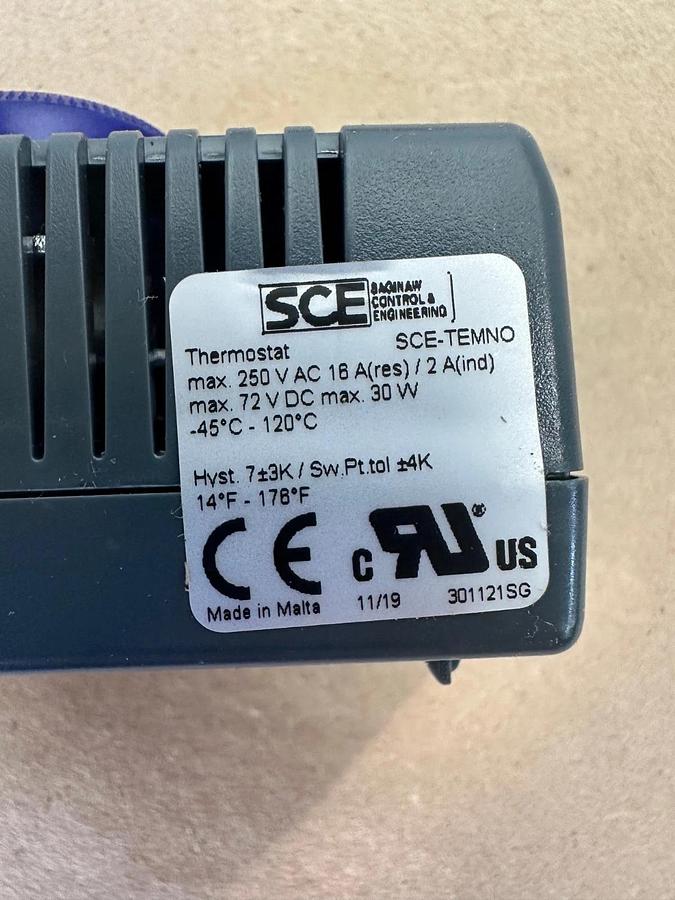 SCE SAGINAW
CONTROL &
ENGINEERING
SCE-TEMNO
Thermostat
max. 250 V AC 16 A(res) / 2 A(ind)
max. 72 V DC max. 30 W
-45°C - 120°C
Hyst. 7±3K / Sw.Pt.tol ±4K
14°F - 176°F
CE c RU ® US
Made in Malta 11/19 301121SG